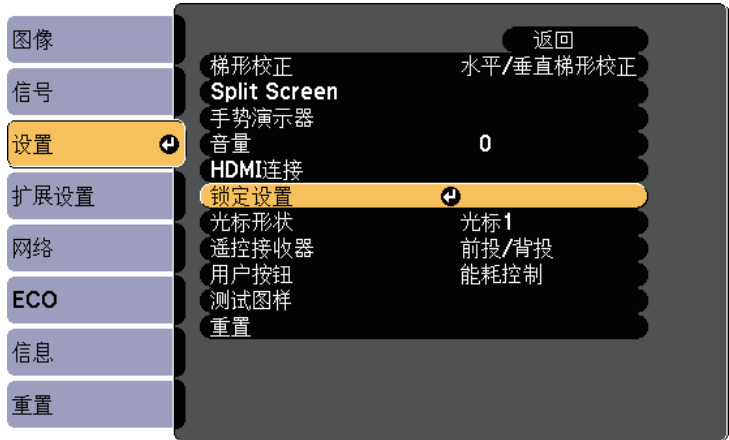 图像
信号
设置
扩展设置
网络
ECO
信息
重置
返回
梯形校正 水平/垂直梯形校正
Split Screen
手势演示器
音量 0
HDMI连接
锁定设置
光标形状 光标1
遥控接收器 前投/背投
用户按钮 能耗控制
测试图样
重置